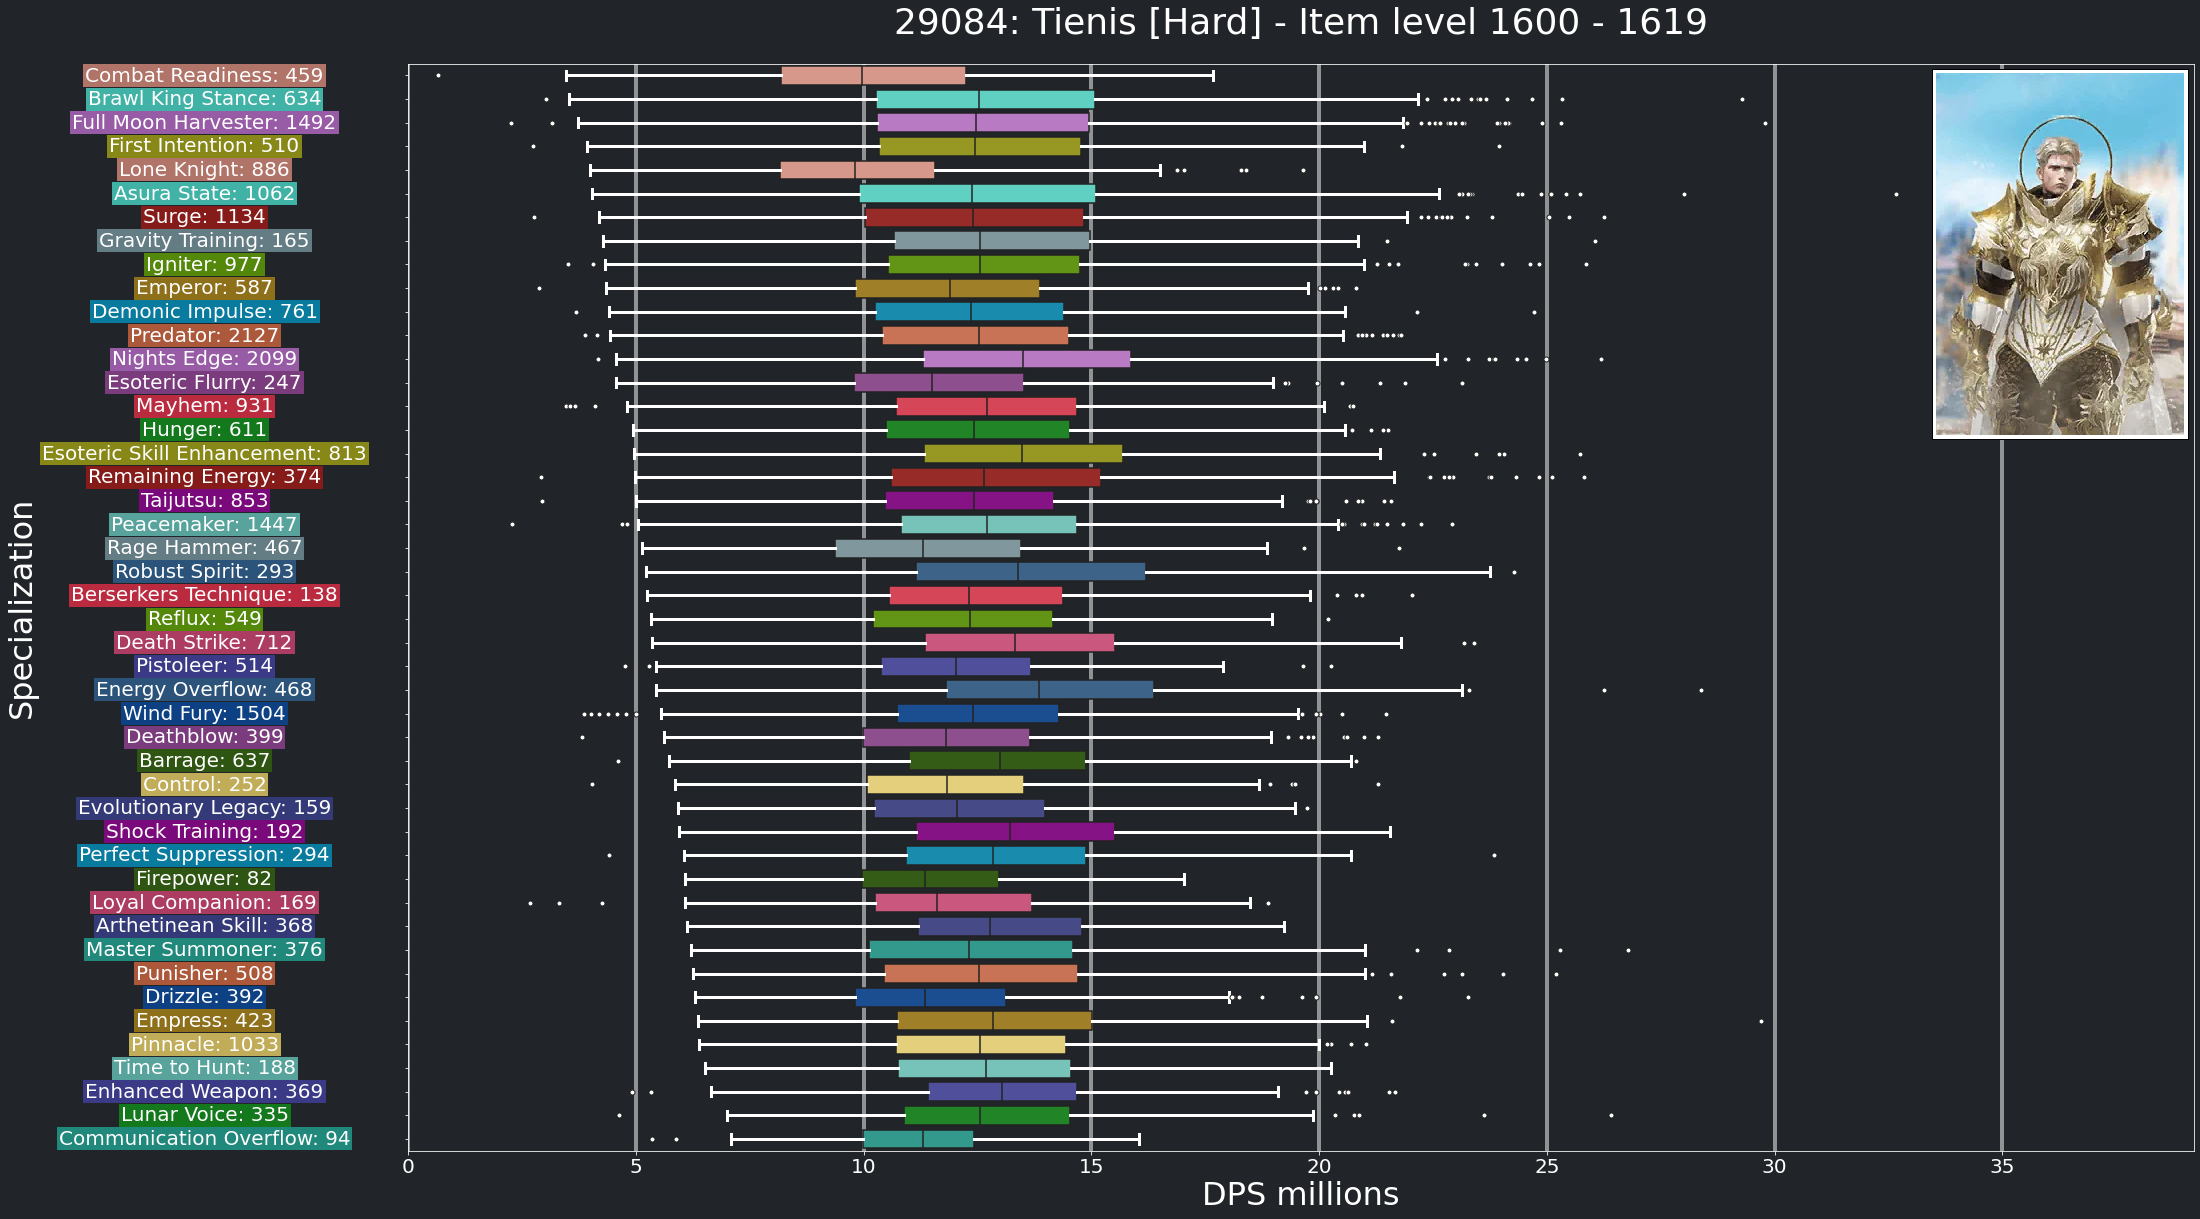 29084: Tienis [Hard] - Item level 1600 - 1619
Specialization
Combat Readiness: 459
Brawl King Stance: 634
Full Moon Harvester: 1492
First Intention: 510
Lone Knight: 886
Asura State: 1062
Surge: 1134
Gravity Training: 165
Igniter: 977
Emperor: 587
Demonic Impulse: 761
Predator: 2127
Nights Edge: 2099
Esoteric Flurry: 247
Mayhem: 931
Hunger: 611
Esoteric Skill Enhancement: 813
Remaining Energy: 374
Taijutsu: 853
Peacemaker: 1447
Rage Hammer: 467
Robust Spirit: 293
Berserkers Technique: 138
Reflux: 549
Death Strike: 712
Pistoleer: 514
Energy Overflow: 468
Wind Fury: 1504
Deathblow: 399
Barrage: 637
Control: 252
Evolutionary Legacy: 159
Shock Training: 192
Perfect Suppression: 294
Firepower: 82
Loyal Companion: 169
Arthetinean Skill: 368
Master Summoner: 376
Punisher: 508
Drizzle: 392
Empress: 423
Pinnacle: 1033
Time to Hunt: 188
Enhanced Weapon: 369
Lunar Voice: 335
Communication Overflow: 94
0 5 10 15 20 25 30 35
DPS millions